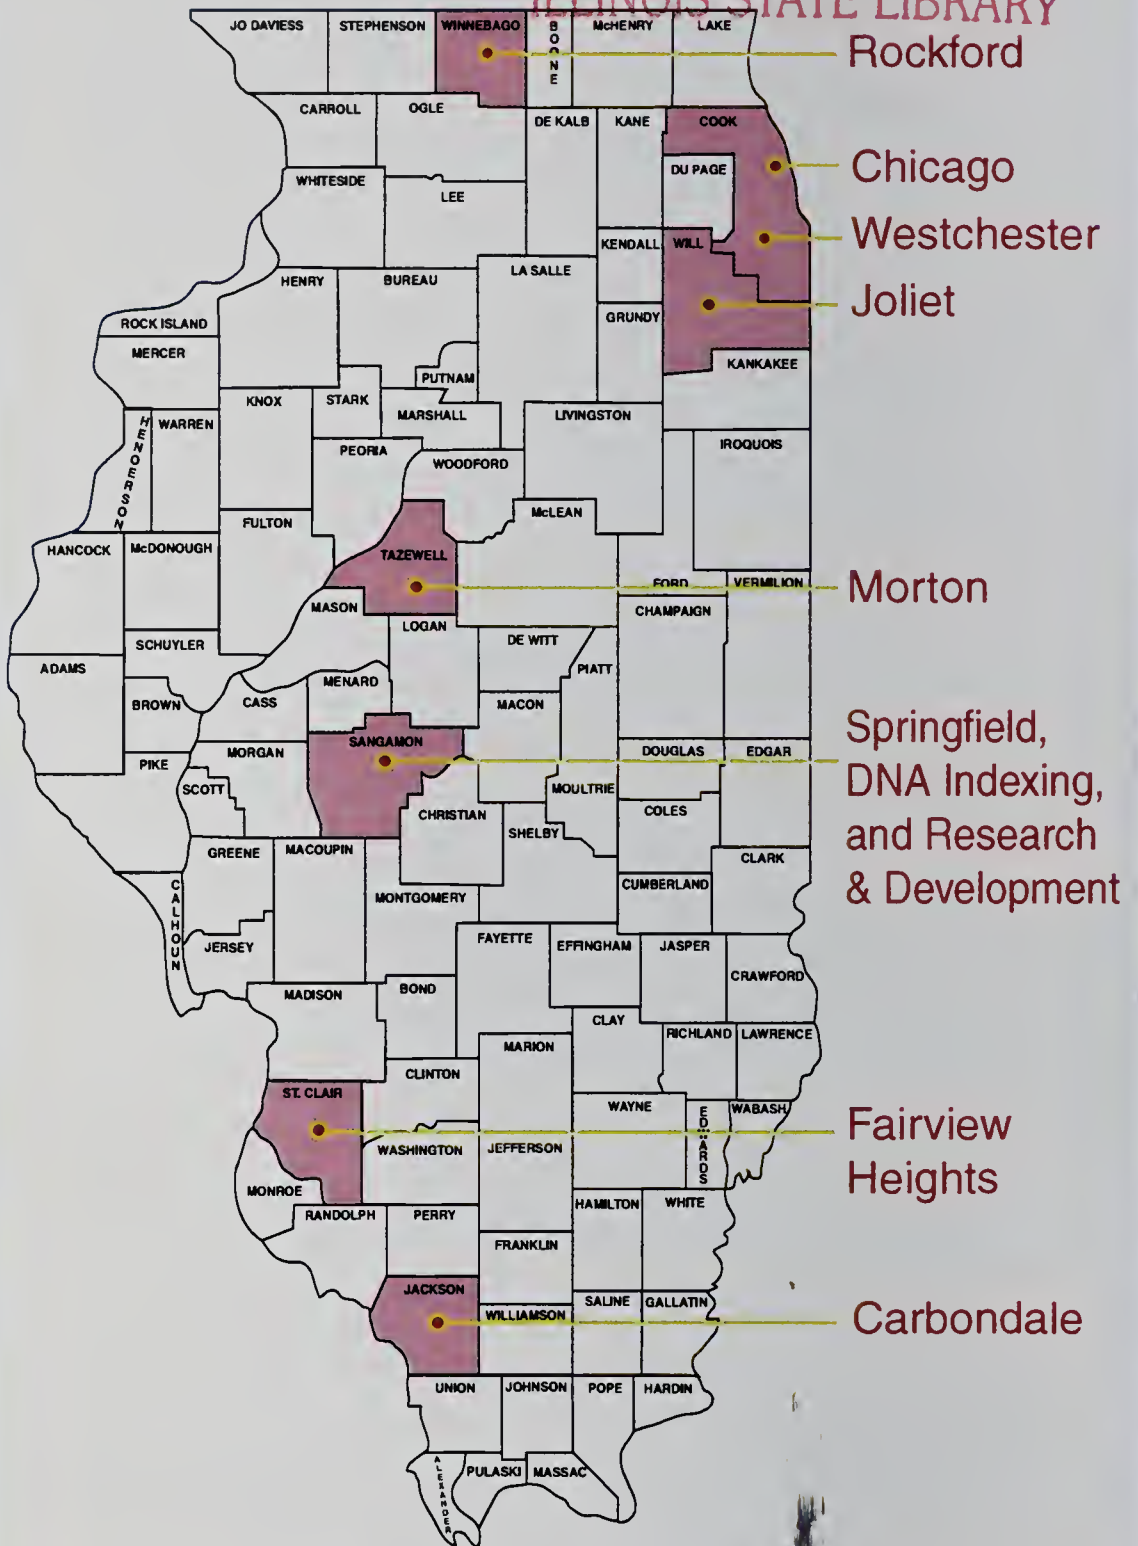 ILLINOIS STATE LIBRARY
JO DAVIESS
STEPHENSON
WINNEBAGO
BOONE
McHENRY
LAKE
Rockford
CARROLL
OGLE
DE KALB
KANE
COOK
Chicago
DU PAGE
WHITESIDE
LEE
Westchester
KENDALL
WILL
LA SALLE
HENRY
BUREAU
Joliet
ROCK ISLAND
GRUNDY
MERCER
KANKAKEE
PUTNAM
KNOX
STARK
MARSHALL
LIVINGSTON
HENDERSON
WARREN
PEORIA
IROQUOIS
WOODFORD
McLEAN
FULTON
HANCOCK
McDONOUGH
TAZEWELL
FORD
VERMILION
Morton
MASON
CHAMPAIGN
LOGAN
DE WITT
SCHUYLER
ADAMS
PIATT
MENARD
BROWN
CASS
MACON
Springfield,
DNA Indexing,
and Research
& Development
SANGAMON
MORGAN
DOUGLAS
EDGAR
PIKE
SCOTT
MOULTRIE
CHRISTIAN
COLES
SHELBY
GREENE
MACOUPIN
CLARK
CALHOUN
CUMBERLAND
MONTGOMERY
FAYETTE
EFFINGHAM
JASPER
JERSEY
CRAWFORD
MADISON
BOND
CLAY
RICHLAND
LAWRENCE
MARION
CLINTON
ST. CLAIR
WAYNE
EDWARDS
WABASH
Fairview
Heights
WASHINGTON
JEFFERSON
MONROE
HAMILTON
WHITE
RANDOLPH
PERRY
FRANKLIN
JACKSON
SALINE
GALLATIN
WILLIAMSON
Carbondale
UNION
JOHNSON
POPE
HARDIN
ALEXANDER
PULASKI
MASSAC